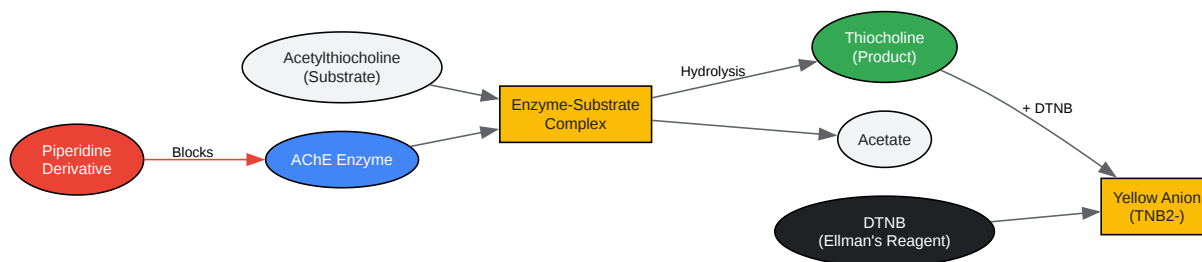 Piperidine
Derivative
Blocks
Acetylthiocholine
(Substrate)
AChE Enzyme
Enzyme-Substrate
Complex
Hydrolysis
Thiocholine
(Product)
Acetate
DTNB
(Ellman's Reagent)
+ DTNB
Yellow Anion
(TNB2-)